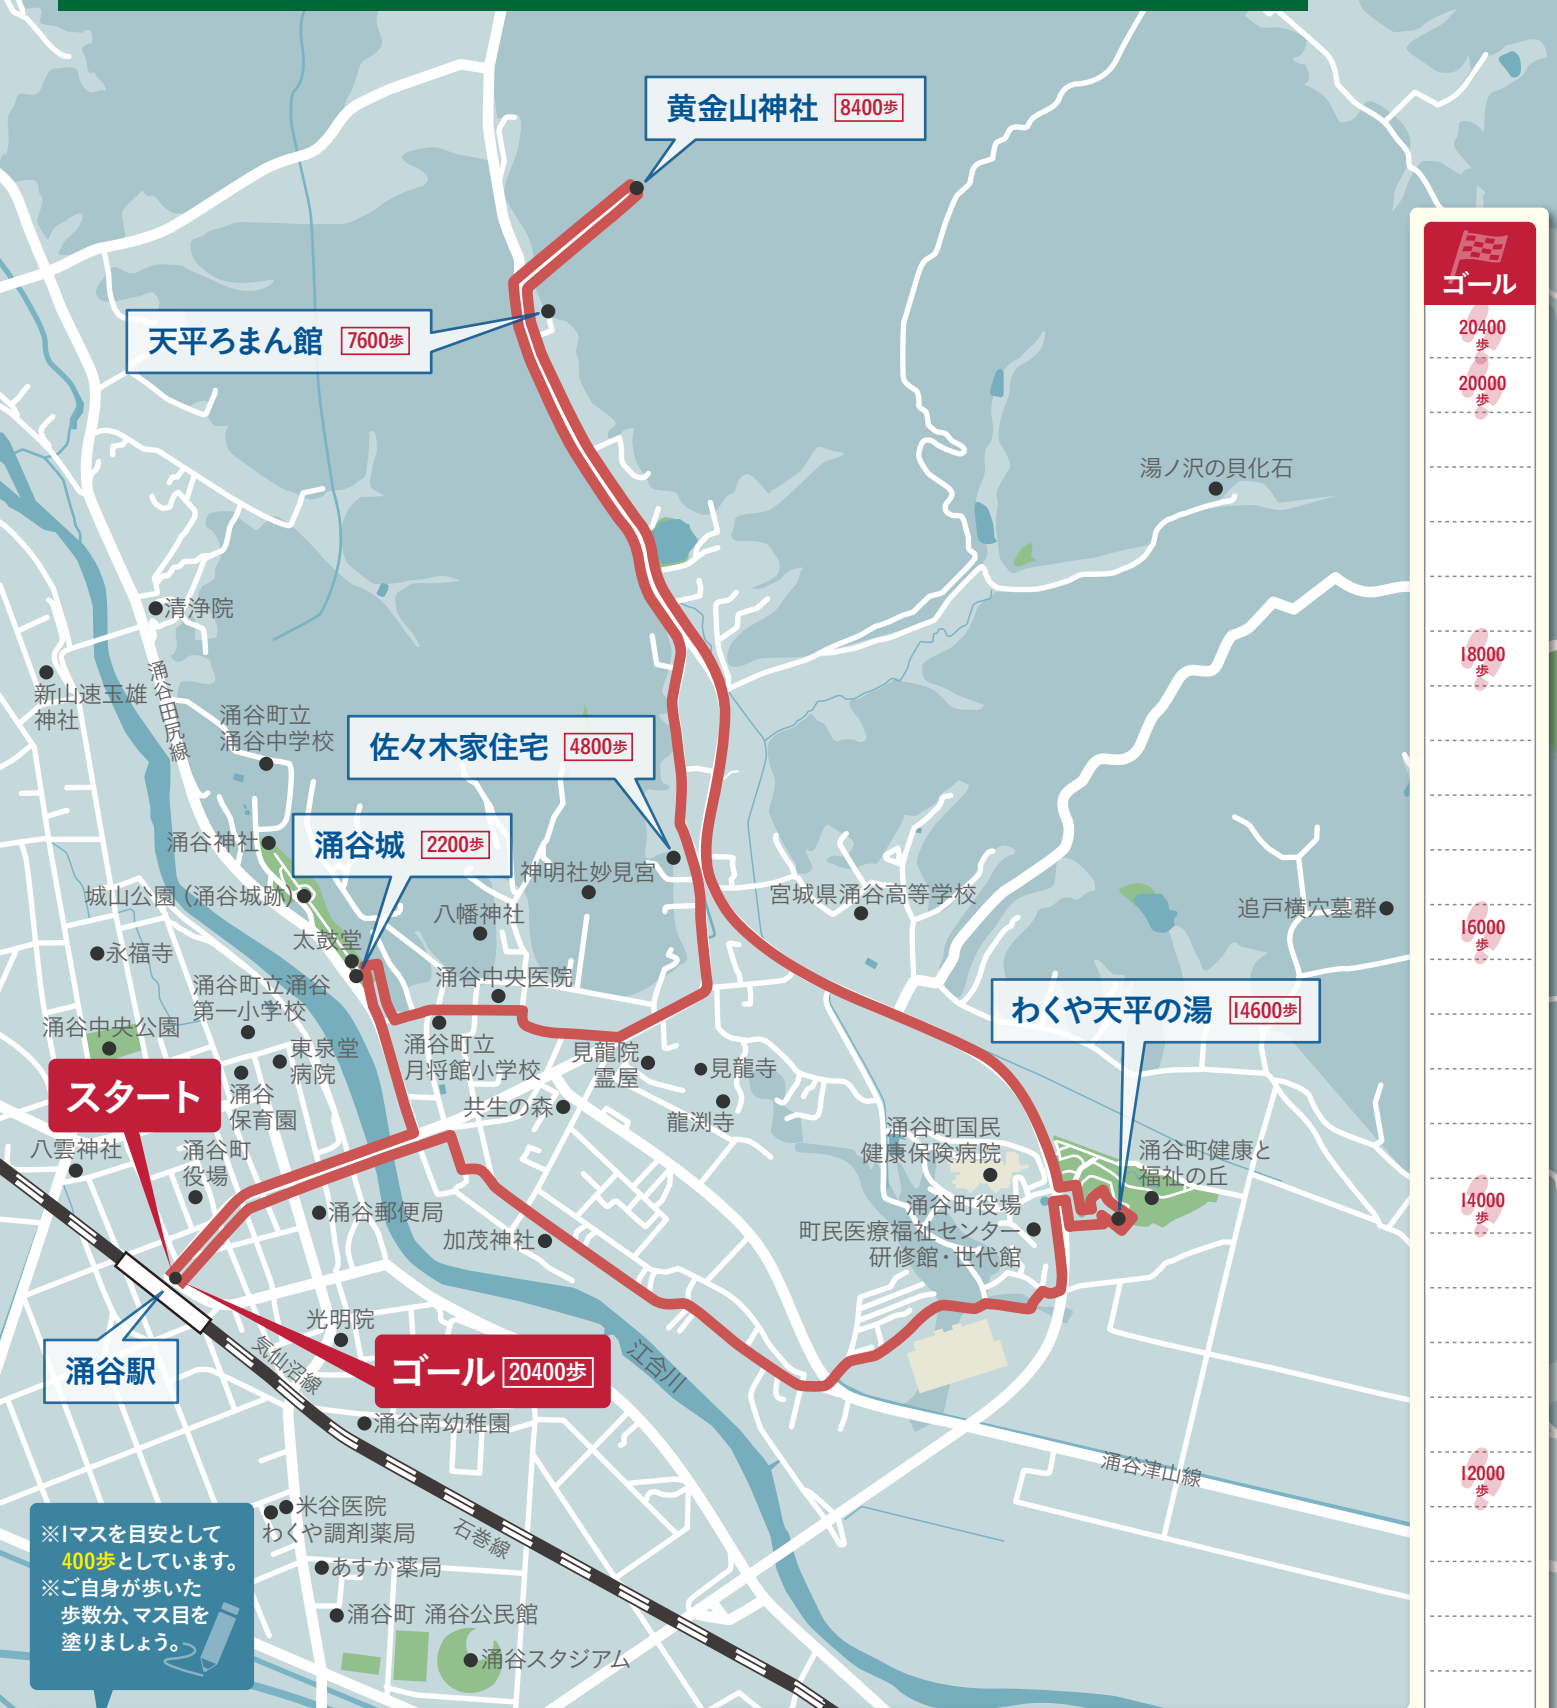 黄金山神社 8400歩
天平ろまん館 7600歩
ゴール
20400
歩
20000
歩
湯ノ沢の貝化石
清浄院
18000
歩
新山速玉雄
神社
涌谷田尻線
涌谷町立
涌谷中学校
佐々木家住宅 4800歩
涌谷神社
涌谷城 2200歩
神明社妙見宮
城山公園(涌谷城跡)
八幡神社
宮城県涌谷高等学校
追戸横穴墓群
16000
歩
永福寺
太鼓堂
涌谷町立涌谷
第一小学校
涌谷中央医院
わくや天平の湯 14600歩
涌谷中央公園
東泉堂
病院
涌谷町立
月将館小学校
見龍院
霊屋
見龍寺
スタート
涌谷
保育園
共生の森
龍渕寺
八雲神社
涌谷町
役場
涌谷町国民
健康保険病院
涌谷町健康と
福祉の丘
14000
歩
涌谷郵便局
加茂神社
涌谷町役場
町民医療福祉センター
研修館・世代館
光明院
涌谷駅
気仙沼線
ゴール 20400歩
江合川
涌谷南幼稚園
涌谷津山線
12000
歩
米谷医院
わくや調剤薬局
石巻線
あすか薬局
涌谷町 涌谷公民館
涌谷スタジアム
※1マスを目安として
400歩としています。
※ご自身が歩いた
歩数分、マス目を
塗りましょう。